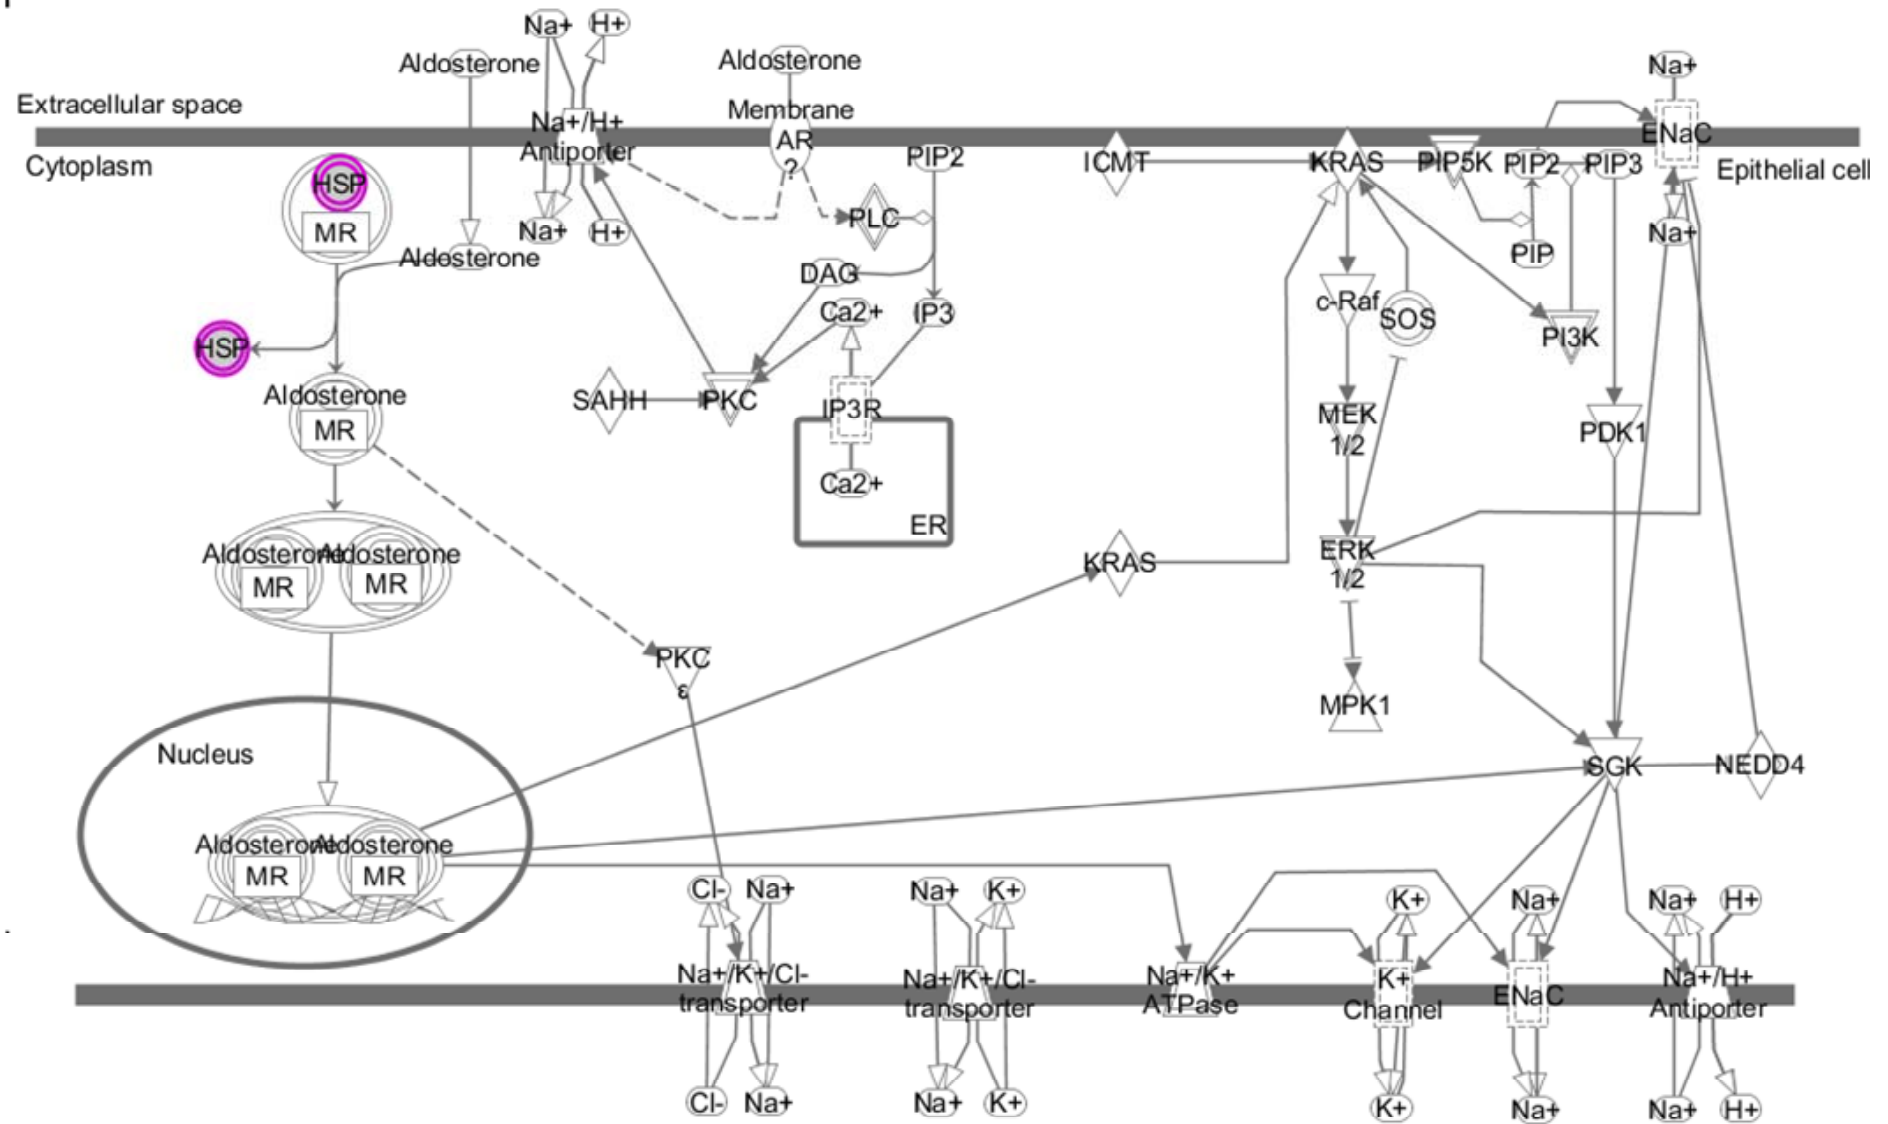 Na+ H+
Aldosterone
Aldosterone
Na+
Extracellular space
Membrane
Na+/H+
Antiporter
AR
?
ENaC
Cytoplasm
PIP2
ICMT
KRAS
PIP5K
PIP2
PIP3
Epithelial cell
HSP
MR
Na+
H+
PLC
Na+
Aldosterone
DAG
PIP
Ca2+
IP3
c-Raf
SOS
PI3K
HSP
Aldosterone
MR
SAHH
PKC
IP3R
MEK
1/2
PDK1
Ca2+
ER
Aldosterone
Aldosterone
MR
MR
KRAS
ERK
1/2
PKC
ε
MPK1
Nucleus
SGK
NEDD4
Aldosterone
Aldosterone
MR
MR
Cl-
Na+
Na+
K+
K+
Na+
Na+
H+
Na+/K+/Cl-
transporter
Na+/K+/Cl-
transporter
Na+/K+
ATPase
K+
Channel
ENaC
Na+/H+
Antiporter
Cl-
Na+
Na+
K+
K+
Na+
Na+
H+